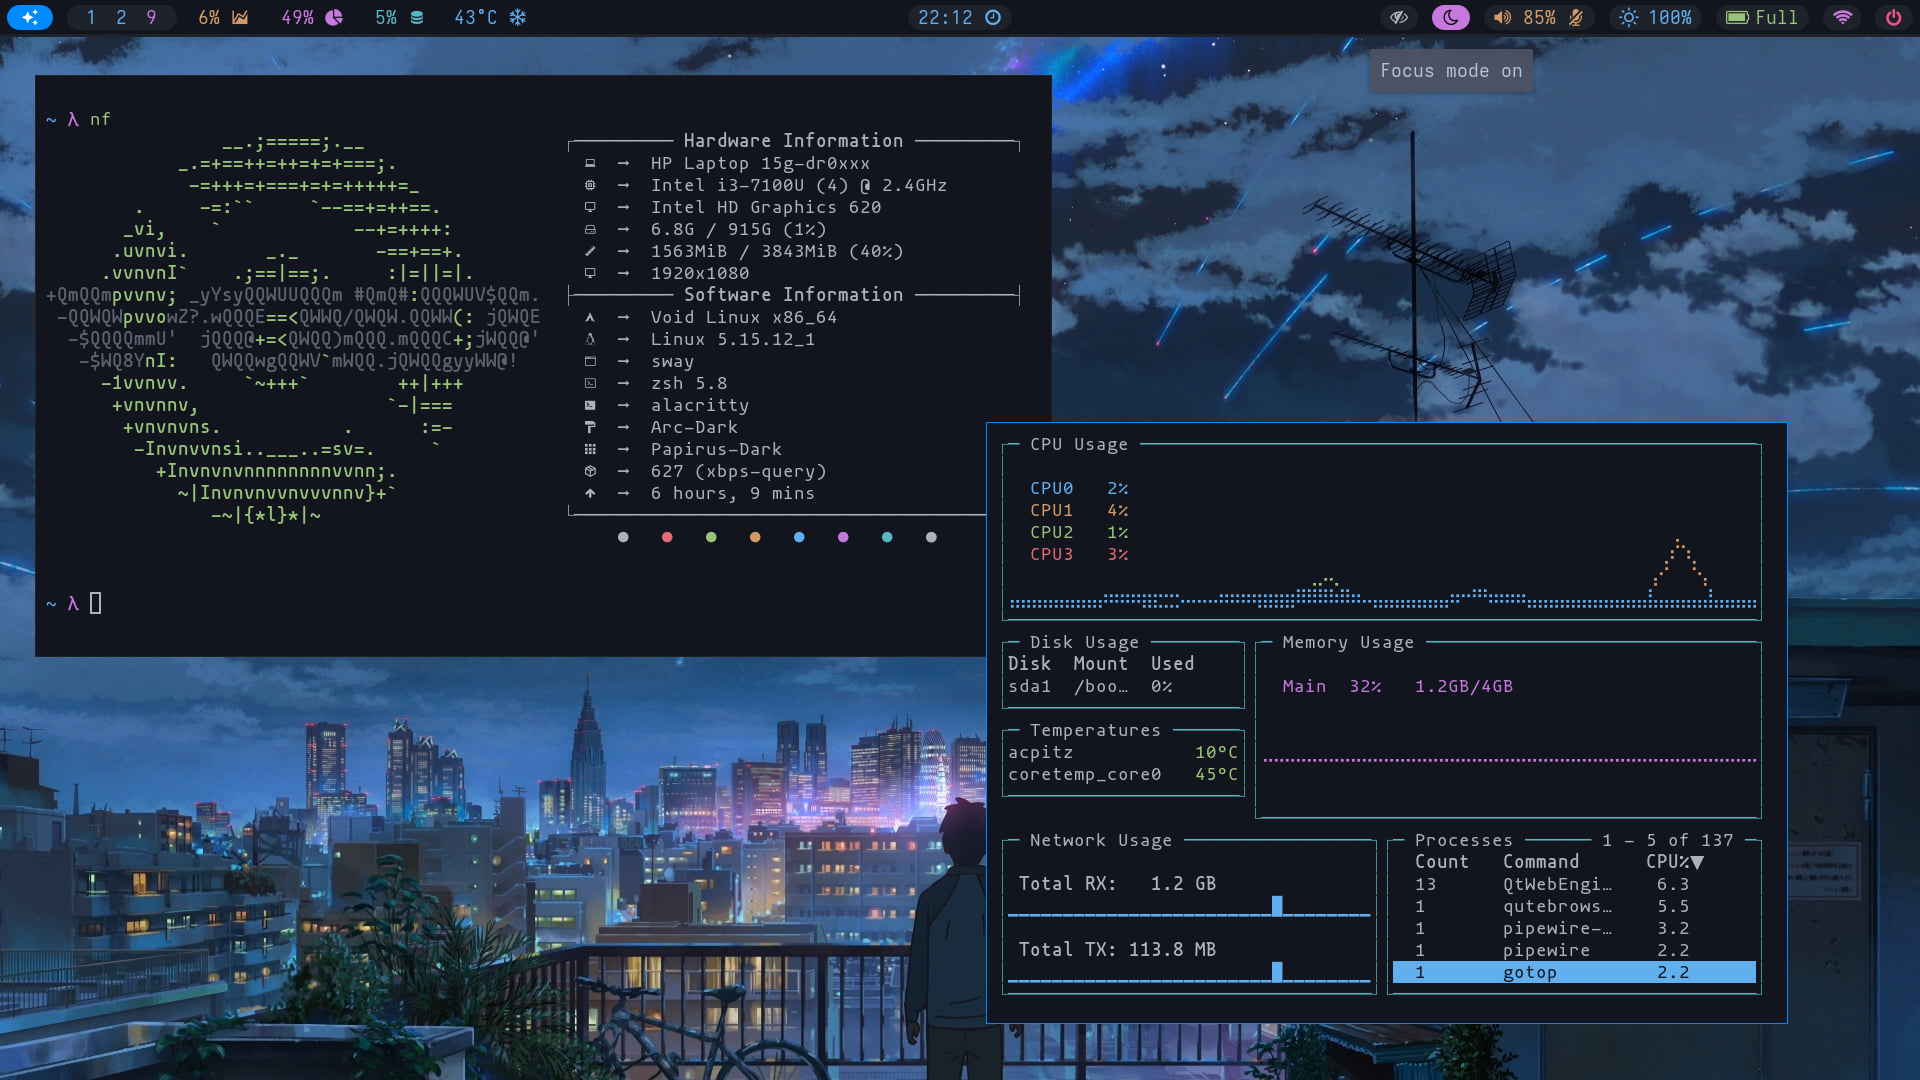 1 2 9 6% 49% 5% 43°C 22:12 85% 100% Full
Focus mode on
~ λ nf
__.;=====;.__
_.=+==++=++=+=+===;.
-=+++=+===+=+=+++++=_
. -=:`` `--==+=++==.
_vi, ` --+=++++:
.uvnvi. _._ -==+==+.
.vvnvnI` .;==|==;. :|=||=|.
+QmQQmpvvnv; _yYsyQQWUUQQQm #QmQ#:QQQWUV$QQm.
-QQWQWpvvowZ?.wQQQE==<QWWQ/QWQW.QQWW(: jQWQE
-$QQQQmmU' jQQQ@+=<QWQQ)mQQQ.mQQQC+;jWQQ@'
-$WQ8YnI: QWQQwgQQWV`mWQQ.jQWQQgyyWW@!
-1vvnvv. `~+++` ++|+++
+vnvnnv, `-|===
+vnvnvns. . :=-
-Invnvvnsi..___..=sv=. `
+Invnvnvnnnnnnnnvvnn;.
~|Invnvnvvnvvvnnv}+`
-~|{*l}*|~
Hardware Information
→ HP Laptop 15g-dr0xxx
→ Intel i3-7100U (4) @ 2.4GHz
→ Intel HD Graphics 620
→ 6.8G / 915G (1%)
→ 1563MiB / 3843MiB (40%)
→ 1920x1080
Software Information
→ Void Linux x86_64
→ Linux 5.15.12_1
→ sway
→ zsh 5.8
→ alacritty
→ Arc-Dark
→ Papirus-Dark
→ 627 (xbps-query)
→ 6 hours, 9 mins
~ λ
CPU Usage
CPU0 2%
CPU1 4%
CPU2 1%
CPU3 3%
Disk Usage
Disk Mount Used
sda1 /boo… 0%
Memory Usage
Main 32% 1.2GB/4GB
Temperatures
acpitz 10°C
coretemp_core0 45°C
Network Usage
Total RX: 1.2 GB
Total TX: 113.8 MB
Processes 1 – 5 of 137
Count Command CPU%▼
13 QtWebEngi… 6.3
1 qutebrows… 5.5
1 pipewire-… 3.2
1 pipewire 2.2
1 gotop 2.2